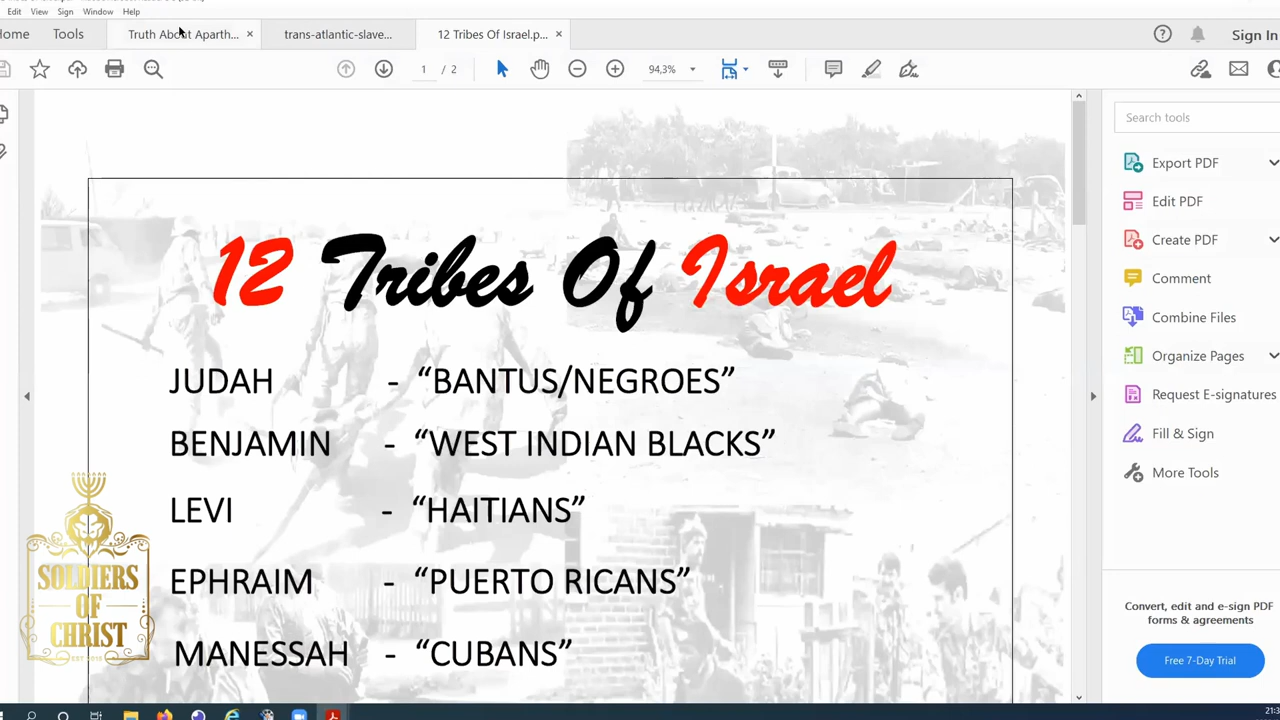 Edit View Sign Window Help
Home Tools Truth About Aparth... × trans-atlantic-slave... 12 Tribes Of Israel.p... × Sign In
1 / 2 94,3%
Search tools
Export PDF
Edit PDF
Create PDF
Comment
Combine Files
Organize Pages
Request E-signatures
Fill & Sign
More Tools
Convert, edit and e-sign PDF
forms & agreements
Free 7-Day Trial
12 Tribes Of Israel
JUDAH - “BANTUS/NEGROES”
BENJAMIN - “WEST INDIAN BLACKS”
LEVI - “HAITIANS”
EPHRAIM - “PUERTO RICANS”
MANESSAH - “CUBANS”
SOLDIERS
OF
CHRIST